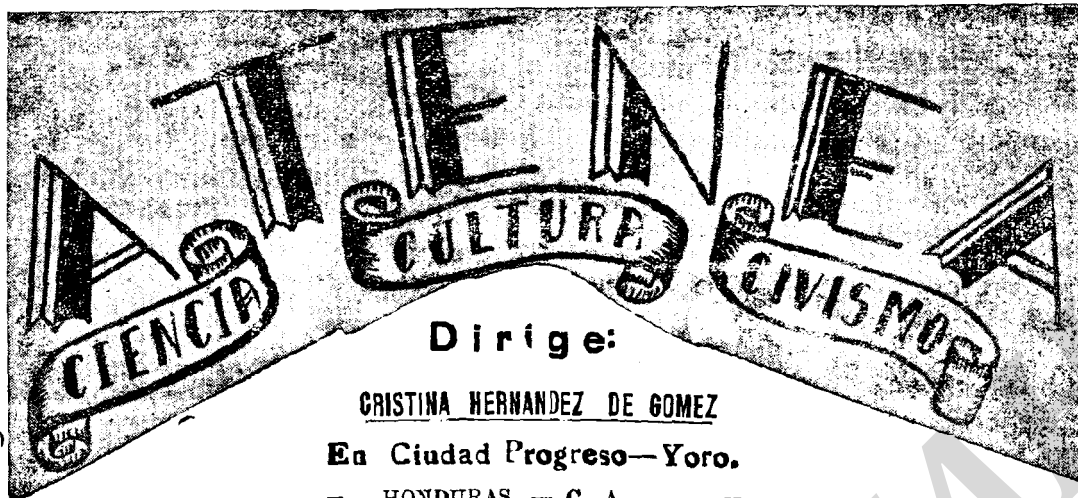 ATENEA
CIENCIA CULTURA CIVISMO
Dirige:
CRISTINA HERNANDEZ DE GOMEZ
En Ciudad Progreso—Yoro.
HONDURAS C. A.